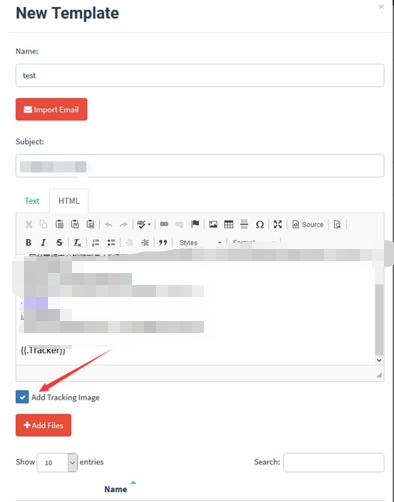 New Template
×
Name:
test
Import Email
Subject:
Text HTML
Source
B I S Tx Styles Format
{{.Tracker}}
Add Tracking Image
+ Add Files
Show 10 entries Search:
Name